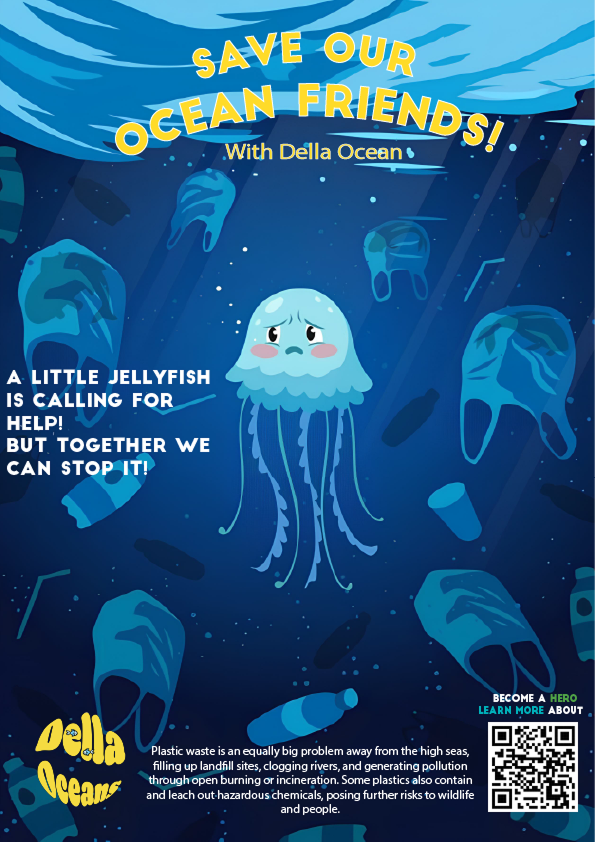 SAVE OUR
OCEAN FRIENDS!
With Della Ocean
A LITTLE JELLYFISH
IS CALLING FOR
HELP!
BUT TOGETHER WE
CAN STOP IT!
BECOME A HERO
LEARN MORE ABOUT
Della
Oceans
Plastic waste is an equally big problem away from the high seas,
filling up landfill sites, clogging rivers, and generating pollution
through open burning or incineration. Some plastics also contain
and leach out hazardous chemicals, posing further risks to wildlife
and people.